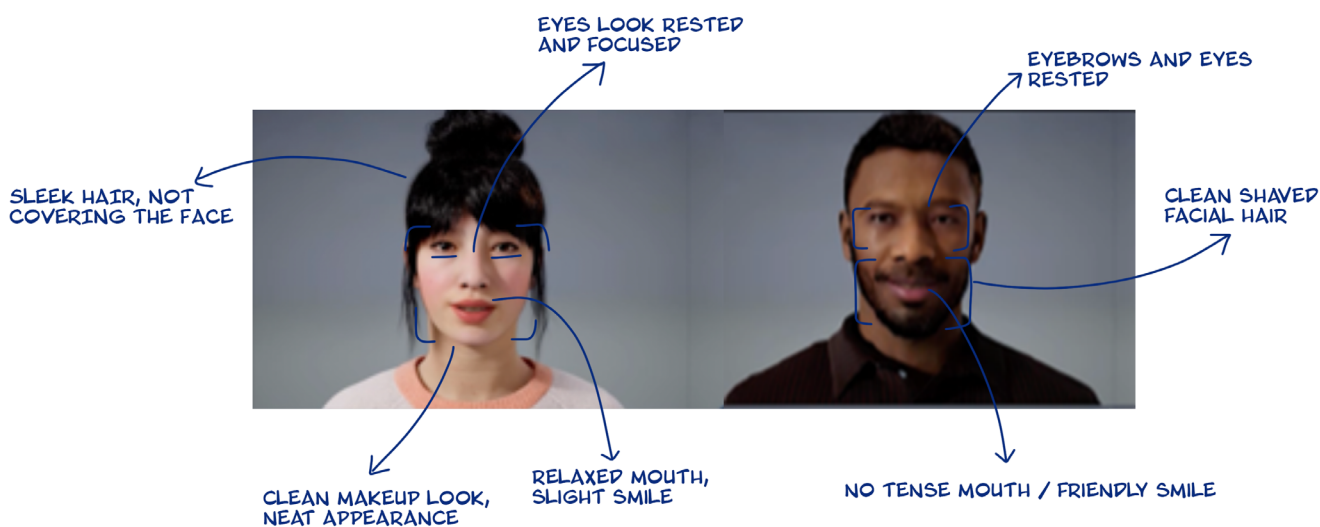 EYES LOOK RESTED
AND FOCUSED
EYEBROWS AND EYES
RESTED
SLEEK HAIR, NOT
COVERING THE FACE
CLEAN SHAVED
FACIAL HAIR
CLEAN MAKEUP LOOK,
NEAT APPEARANCE
RELAXED MOUTH,
SLIGHT SMILE
NO TENSE MOUTH / FRIENDLY SMILE